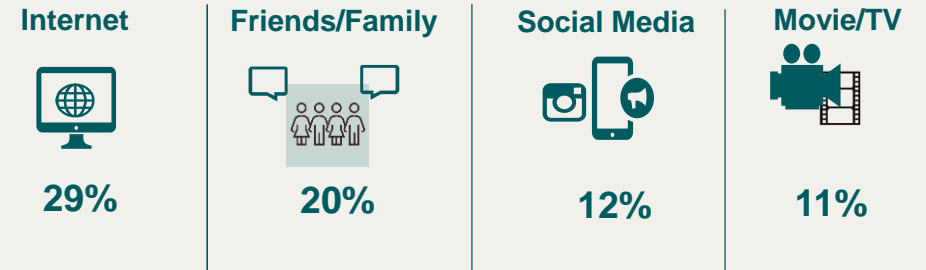 Internet
Friends/Family
Social Media
Movie/TV
29%
20%
12%
11%